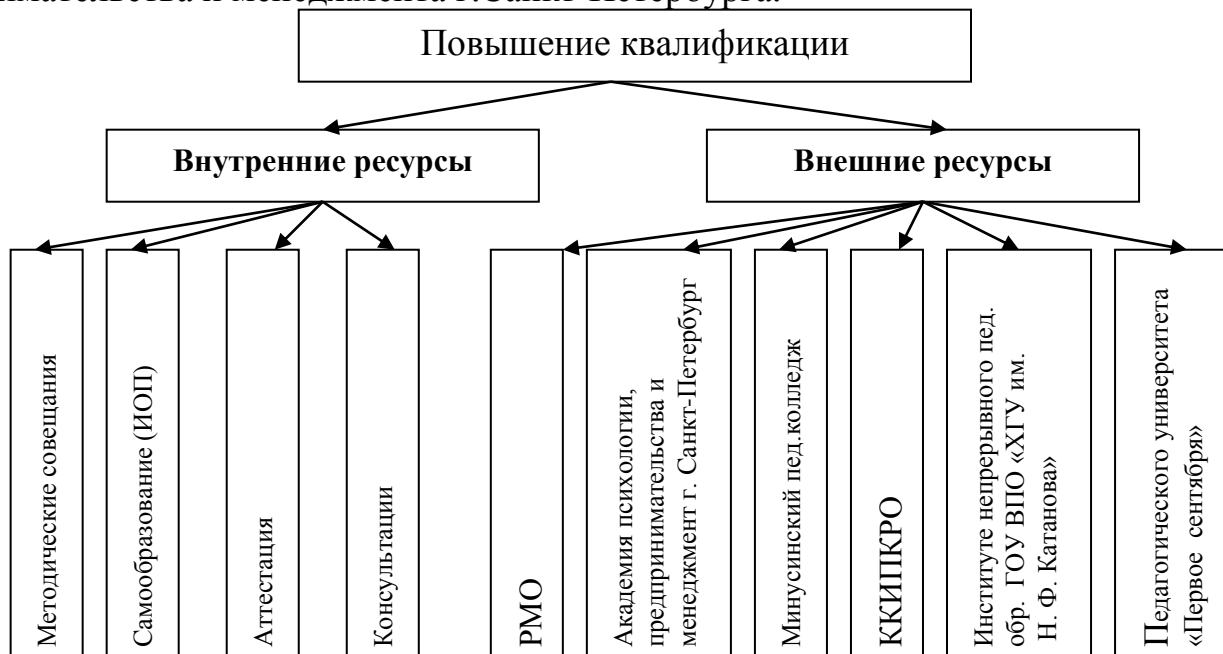 Повышение квалификации
Внутренние ресурсы
Внешние ресурсы
Методические совещания
Самообразование (ИОП)
Аттестация
Консультации
РМО
Академия психологии,
предпринимательства и
менеджмент г. Санкт-Петербург
Минусинский пед.колледж
ККИПКРО
Институте непрерывного пед.
обр. ГОУ ВПО «ХГУ им.
Н. Ф. Катанова»
Педагогического университета
«Первое сентября»